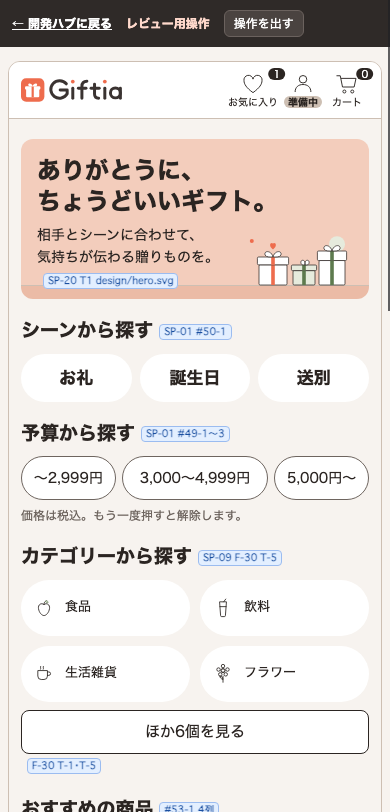 ← 開発ハブに戻る レビュー用操作 操作を出す
Giftia
1 0
お気に入り 準備中 カート
ありがとうに、
ちょうどいいギフト。
相手とシーンに合わせて、
気持ちが伝わる贈りものを。
SP-20 T1 design/hero.svg
シーンから探す SP-01 #50-1
お礼 誕生日 送別
予算から探す SP-01 #49-1〜3
〜2,999円 3,000〜4,999円 5,000円〜
価格は税込。もう一度押すと解除します。
カテゴリーから探す SP-09 F-30 T-5
食品 飲料
生活雑貨 フラワー
ほか6個を見る
F-30 T-1・T-5
おすすめの商品 #53-1 4列